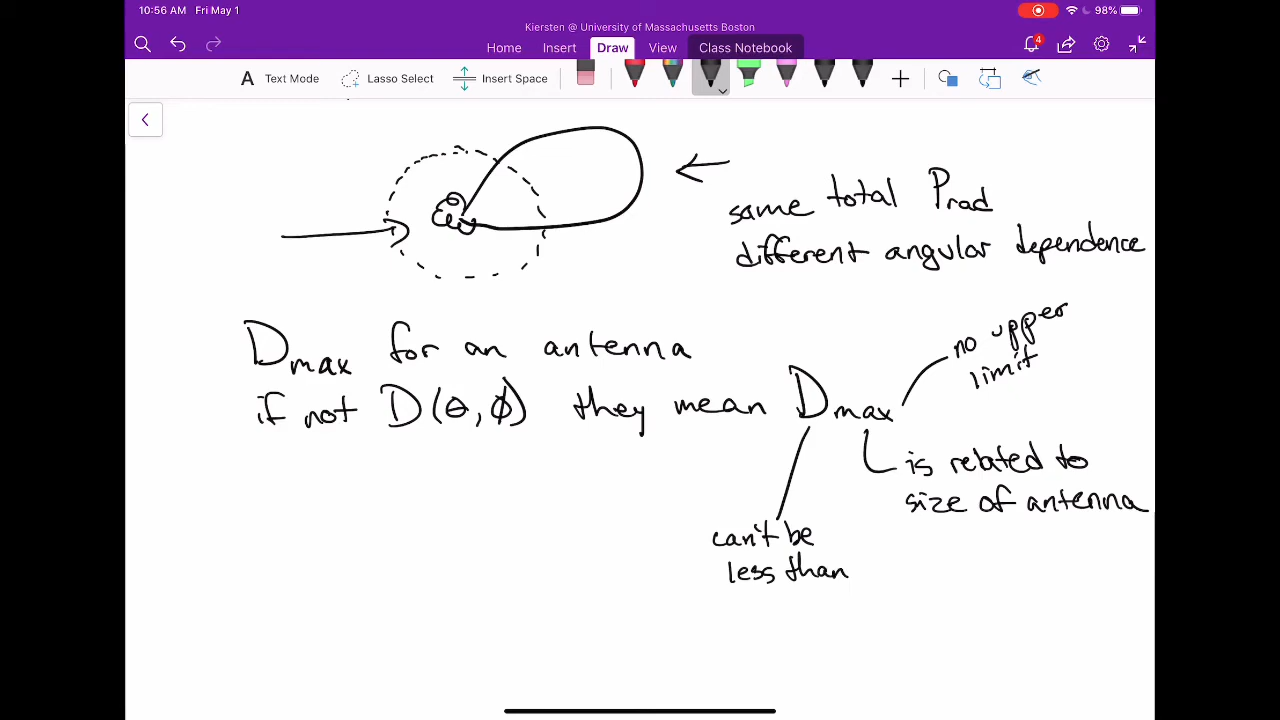 10:56 AM Fri May 1
98%
Kiersten @ University of Massachusetts Boston
Home Insert Draw View Class Notebook
4
Text Mode Lasso Select Insert Space
same total Prad
different angular dependence
Dmax for an antenna
no upper
limit
if not D(θ,ϕ) they mean Dmax
is related to
size of antenna
can't be
less than